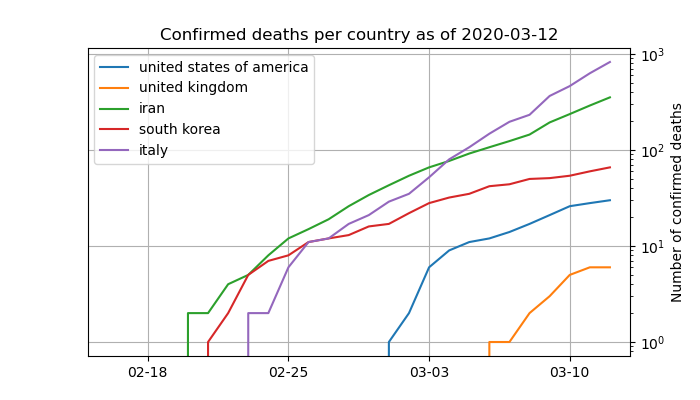 Confirmed deaths per country as of 2020-03-12
united states of america
united kingdom
iran
south korea
italy
10³
10²
10¹
10⁰
Number of confirmed deaths
02-18
02-25
03-03
03-10